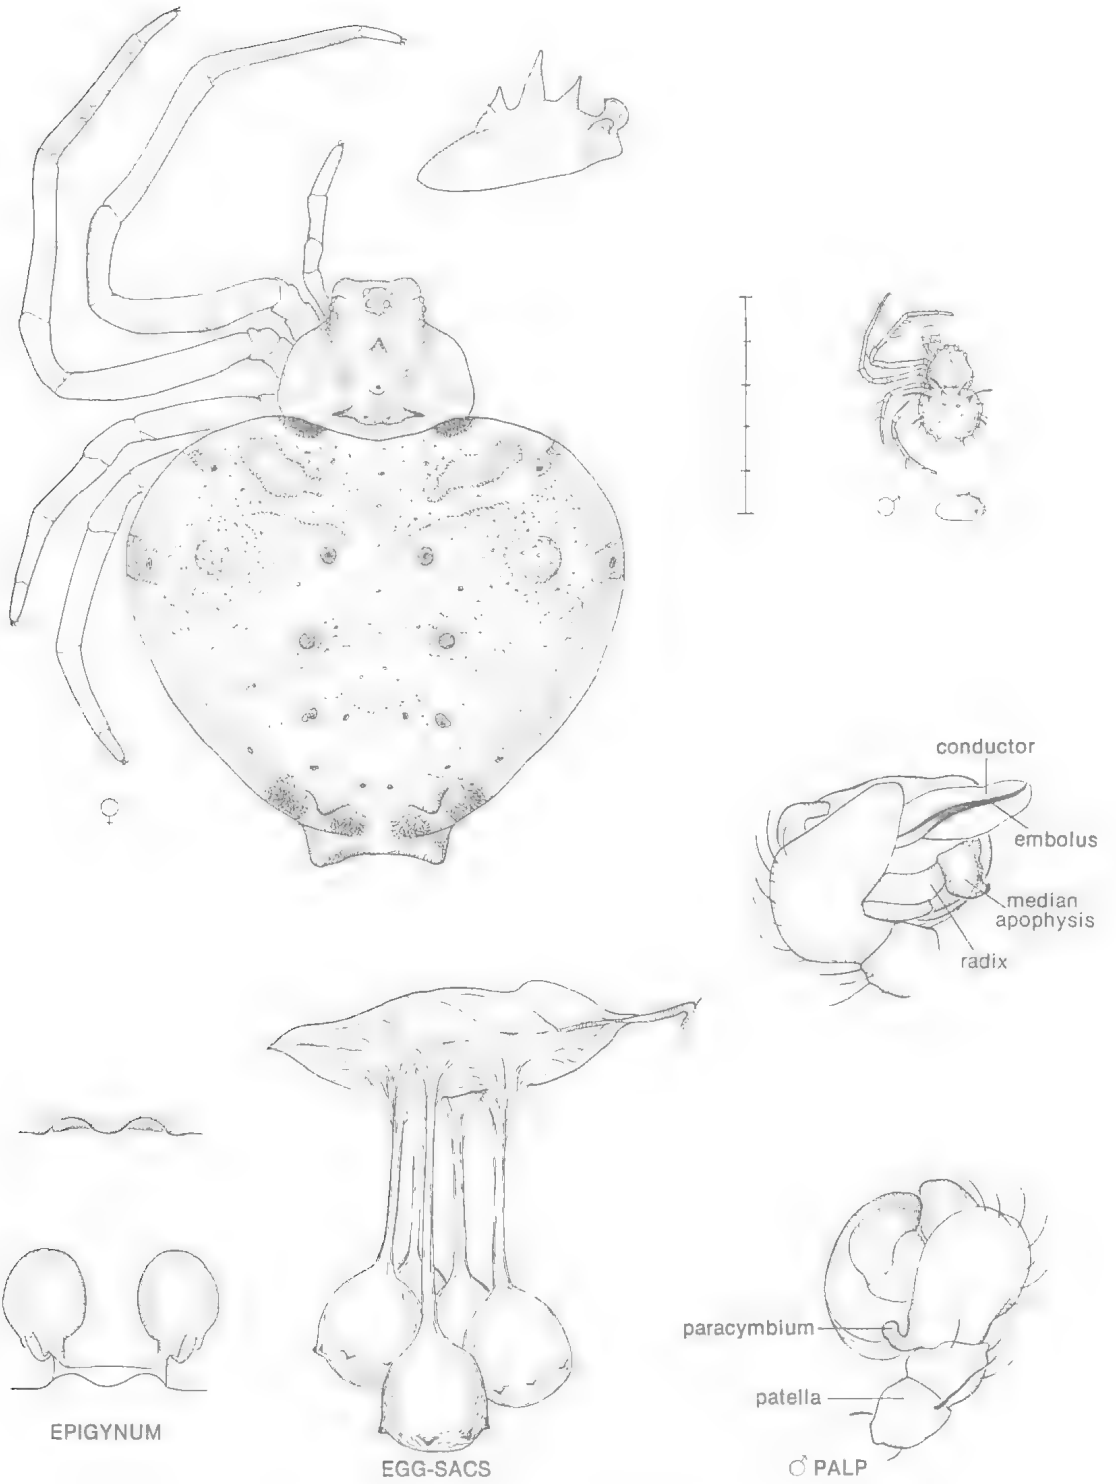 ♂
♀
conductor
embolus
median
apophysis
radix
paracymbium
patella
EPIGYNUM
EGG-SACS
♂ PALP